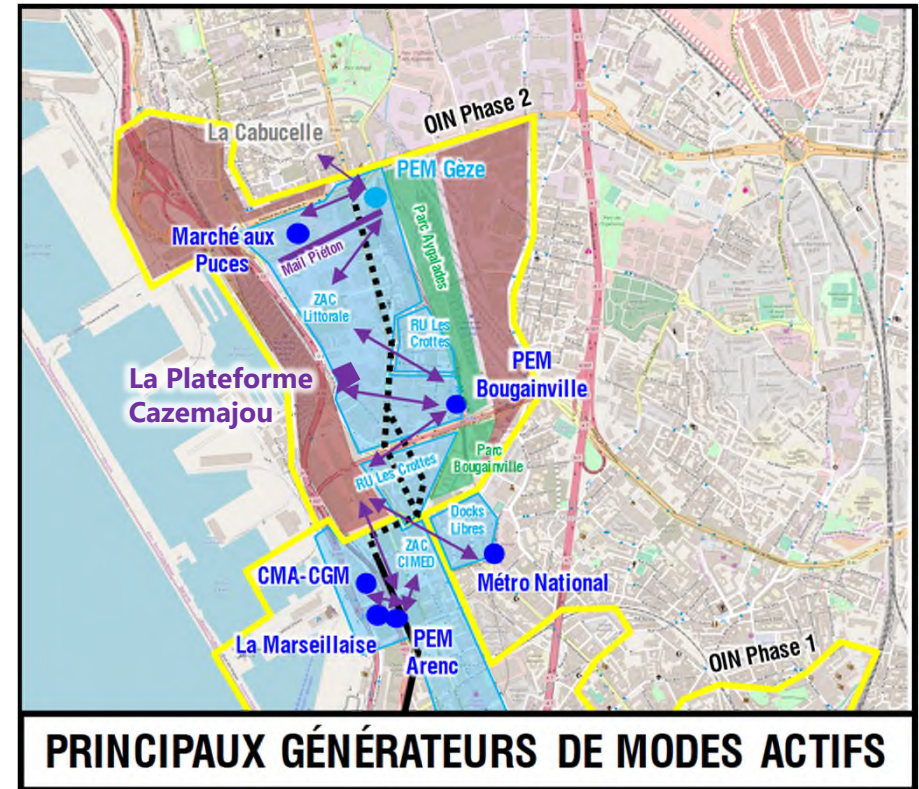 OIN Phase 2
La Cabucelle
PEM Gèze
Marché aux
Puces
Mail Piéton
Parc Aygalades
ZAC
Littorale
RU Les
Crottes
La Plateforme
Cazemajou
PEM
Bougainville
RU Les Crottes
Parc
Bougainville
Docks
Libres
ZAC
CIMED
CMA-CGM
Métro National
La Marseillaise
PEM
Arenc
OIN Phase 1
PRINCIPAUX GÉNÉRATEURS DE MODES ACTIFS